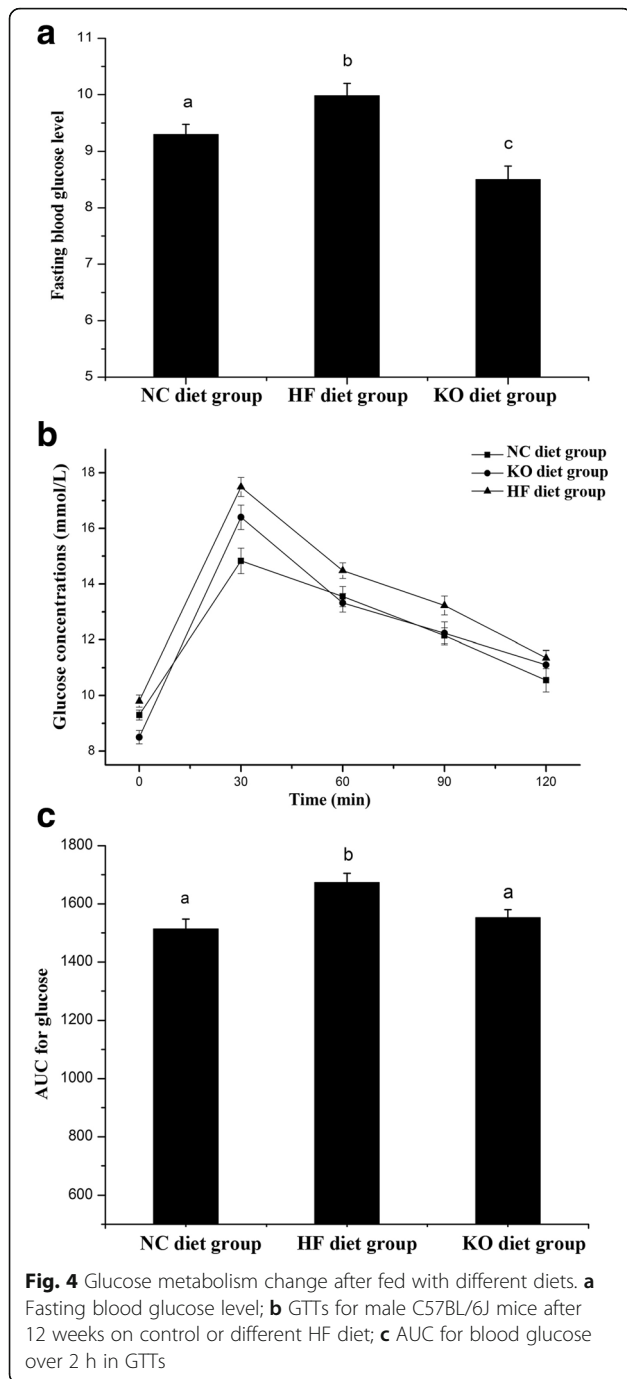 a
11
10
9
8
7
6
5
Fasting blood glucose level
a
b
c
NC diet group
HF diet group
KO diet group
b
18
16
14
12
10
8
Glucose concentrations (mmol/L)
NC diet group
KO diet group
HF diet group
0
30
60
90
120
Time (min)
c
1800
1600
1400
1200
1000
800
600
AUC for glucose
a
b
a
NC diet group
HF diet group
KO diet group
Fig. 4 Glucose metabolism change after fed with different diets. a
Fasting blood glucose level; b GTTs for male C57BL/6J mice after
12 weeks on control or different HF diet; c AUC for blood glucose
over 2 h in GTTs